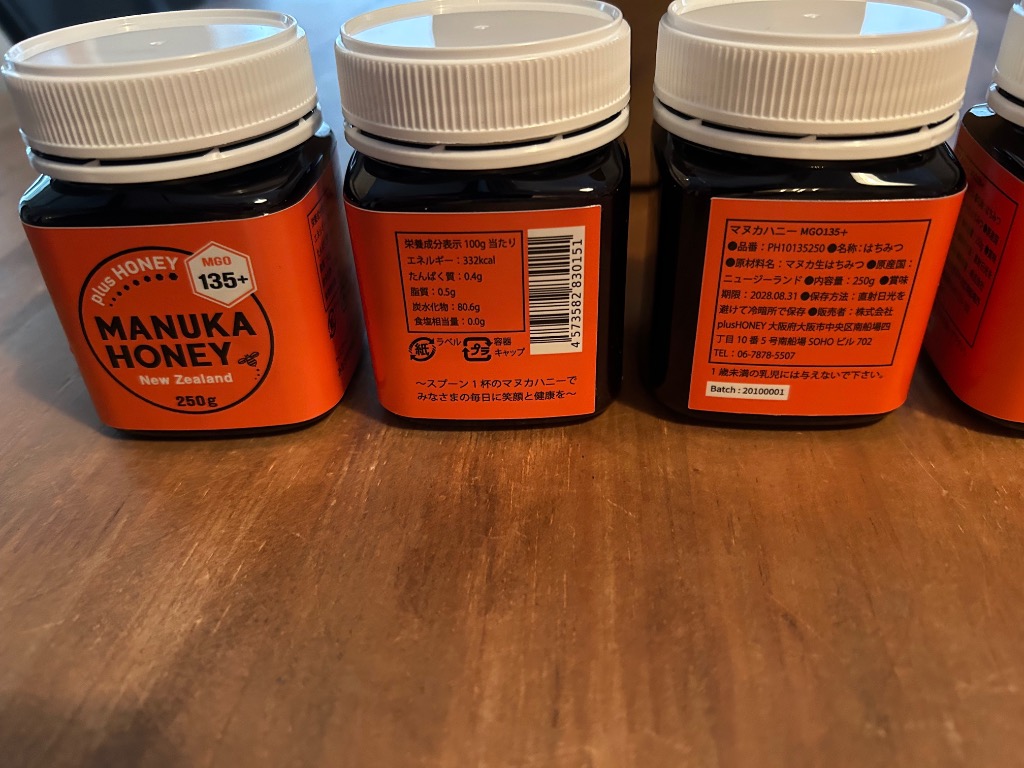 plus HONEY
MGO
135+
MANUKA
HONEY
New Zealand
250g
栄養成分表示 100g 当たり
エネルギー：332kcal
たんぱく質：0.4g
脂質：0.5g
炭水化物：80.6g
食塩相当量：0.0g
紙 ラベル プラ 容器
キャップ
4 573582 830151
～スプーン1杯のマヌカハニーで
みなさまの毎日に笑顔と健康を～
マヌカハニー MGO135+
●品番：PH10135250 ●名称：はちみつ
●原材料名：マヌカ生はちみつ ●原産国：
ニュージーランド ●内容量：250g ●賞味
期限：2028.08.31 ●保存方法：直射日光を
避けて冷暗所で保存 ●販売者：株式会社
plusHONEY 大阪府大阪市中央区南船場四
丁目 10 番 5 号南船場 SOHO ビル 702
TEL：06-7878-5507
1 歳未満の乳児には与えないで下さい。
Batch : 20100001